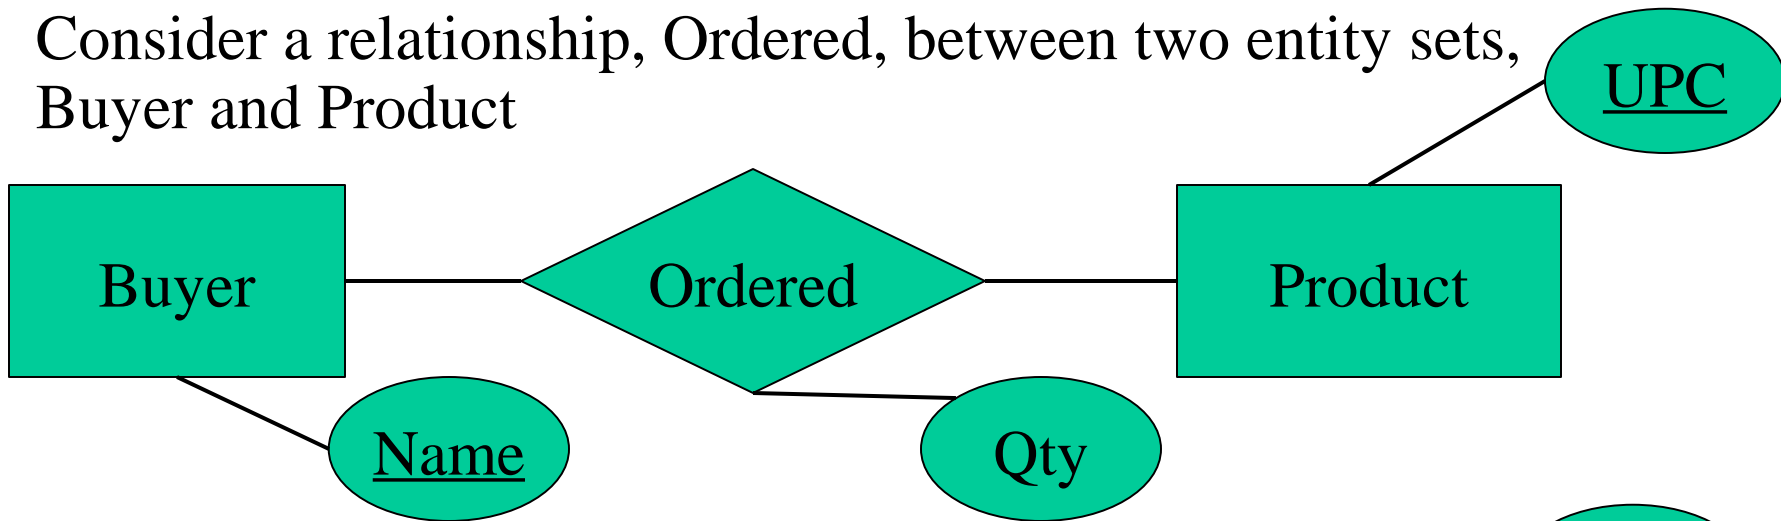 Consider a relationship, Ordered, between two entity sets,
Buyer and Product
UPC
Buyer
Ordered
Product
Name
Qty